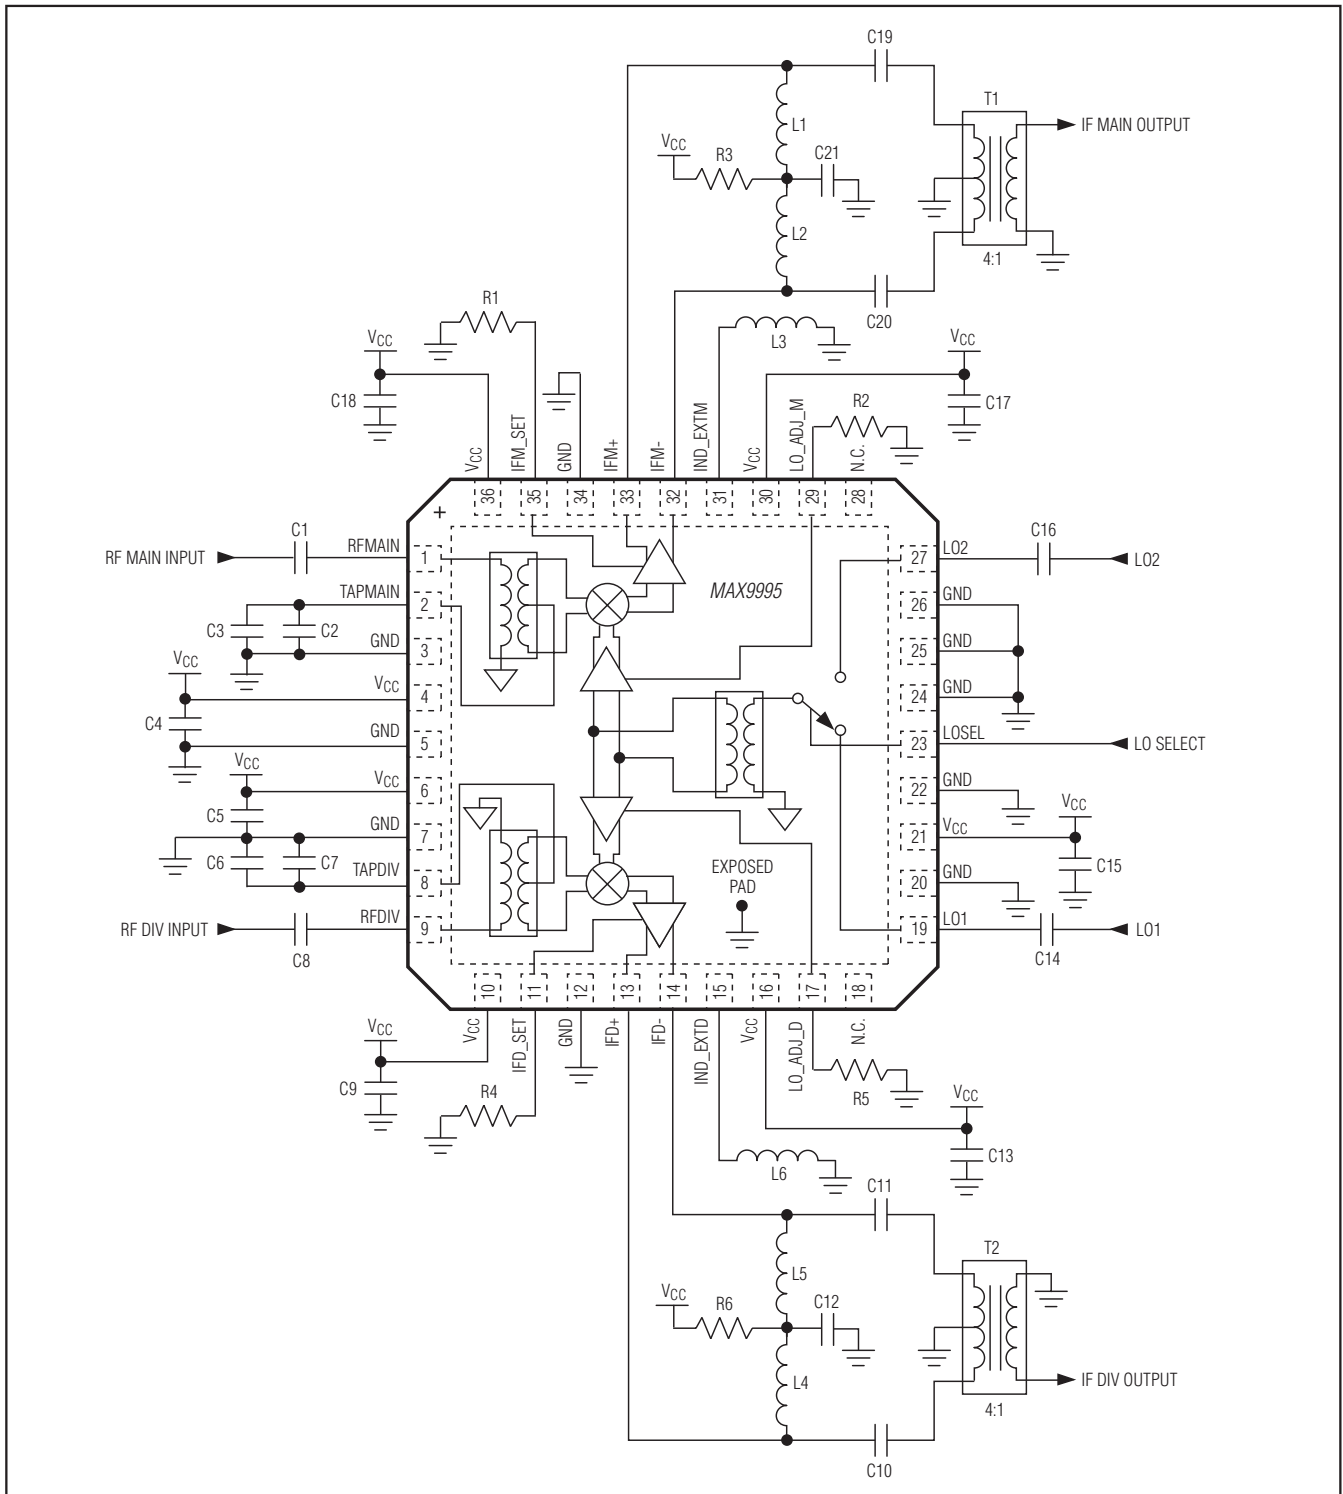 C19
T1
IF MAIN OUTPUT
L1
VCC
R3
C21
L2
4:1
C20
R1
L3
VCC
VCC
C18
R2
C17
VCC
IFM_SET
GND
IFM+
IFM-
IND_EXTM
VCC
LO_ADJ_M
N.C.
36
35
34
33
32
31
30
29
28
+
RF MAIN INPUT
C1
RFMAIN
1
MAX9995
27
LO2
C16
LO2
TAPMAIN
2
26
GND
C3
C2
GND
3
25
GND
VCC
VCC
4
24
GND
C4
GND
5
23
LOSEL
LO SELECT
VCC
VCC
6
22
GND
C5
GND
7
21
VCC
VCC
C6
C7
TAPDIV
8
EXPOSED
PAD
20
GND
C15
RF DIV INPUT
C8
RFDIV
9
19
LO1
C14
LO1
10
11
12
13
14
15
16
17
18
VCC
IFD_SET
GND
IFD+
IFD-
IND_EXTD
VCC
LO_ADJ_D
N.C.
VCC
C9
R4
R5
VCC
C13
L6
C11
T2
L5
VCC
R6
C12
L4
IF DIV OUTPUT
4:1
C10